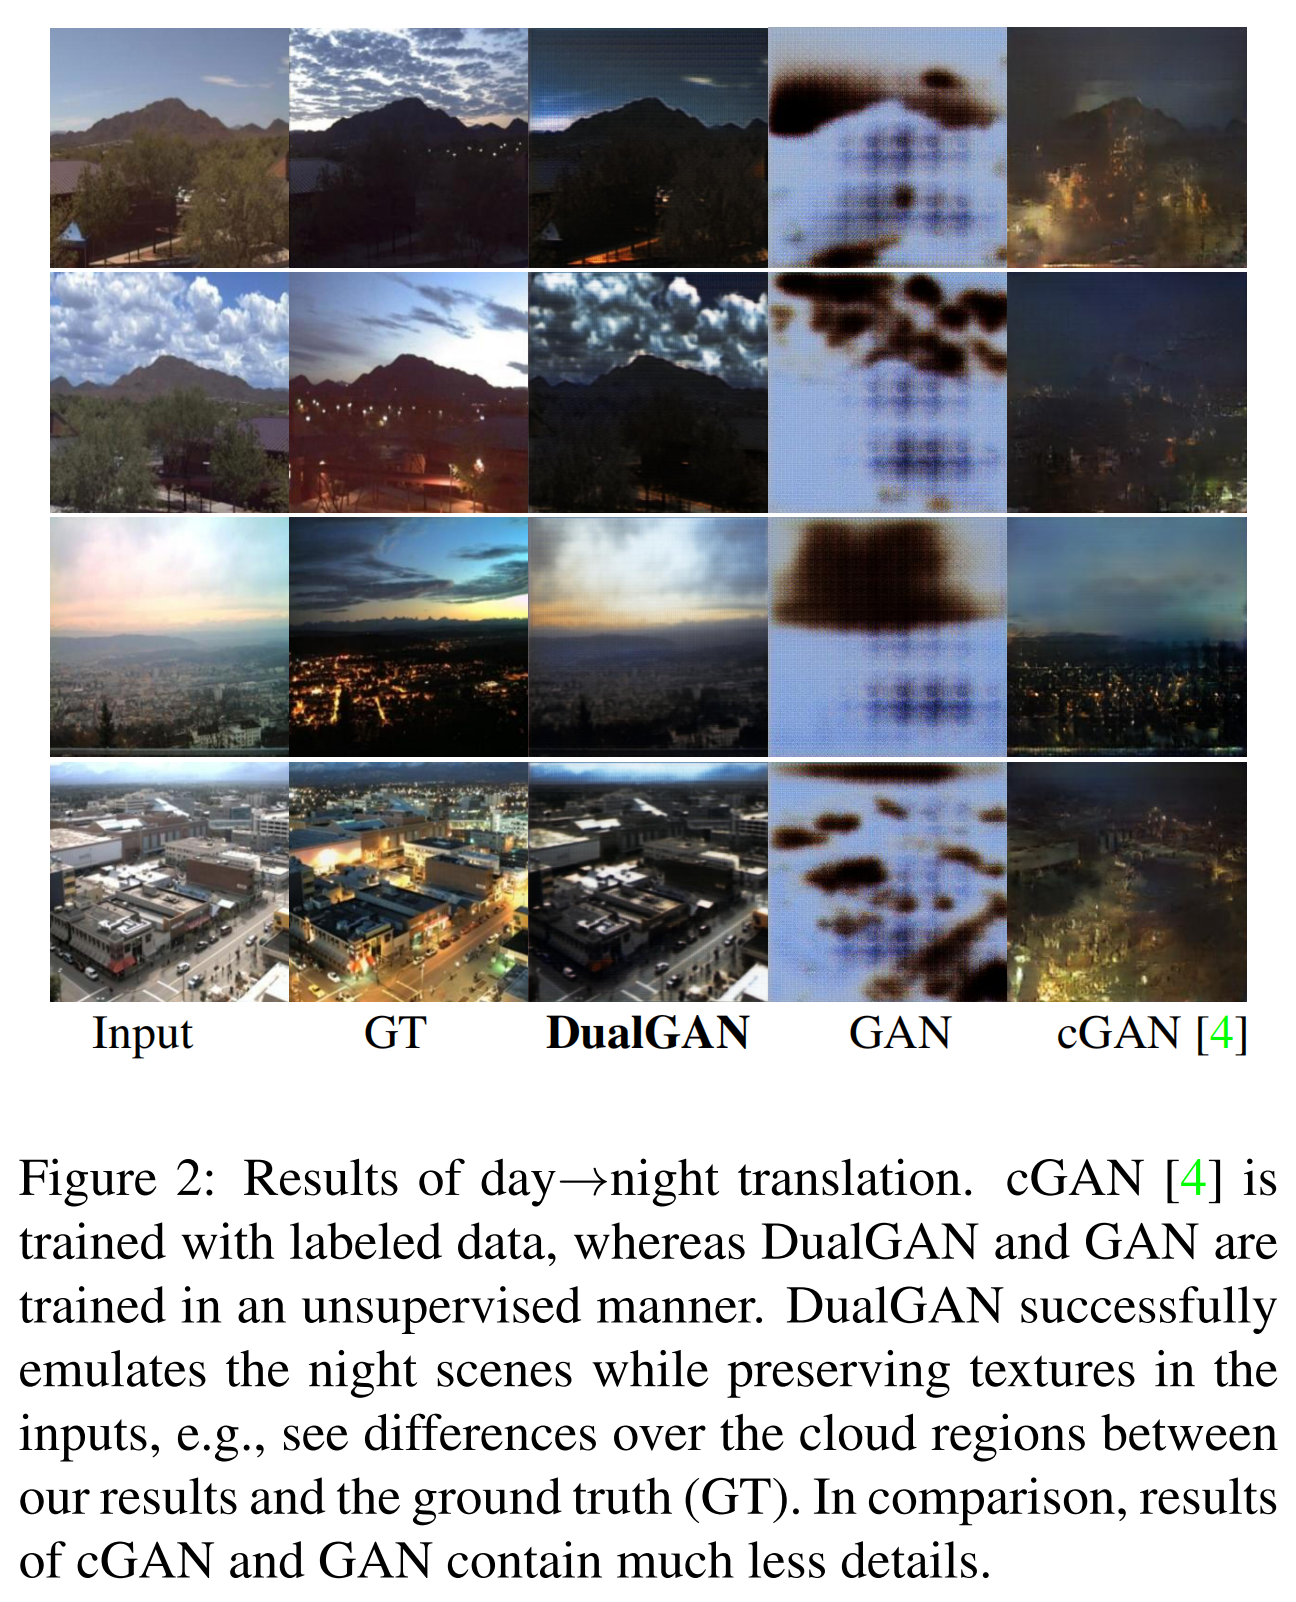 Input GT DualGAN GAN cGAN [4]
Figure 2: Results of day→night translation. cGAN [4] is
trained with labeled data, whereas DualGAN and GAN are
trained in an unsupervised manner. DualGAN successfully
emulates the night scenes while preserving textures in the
inputs, e.g., see differences over the cloud regions between
our results and the ground truth (GT). In comparison, results
of cGAN and GAN contain much less details.